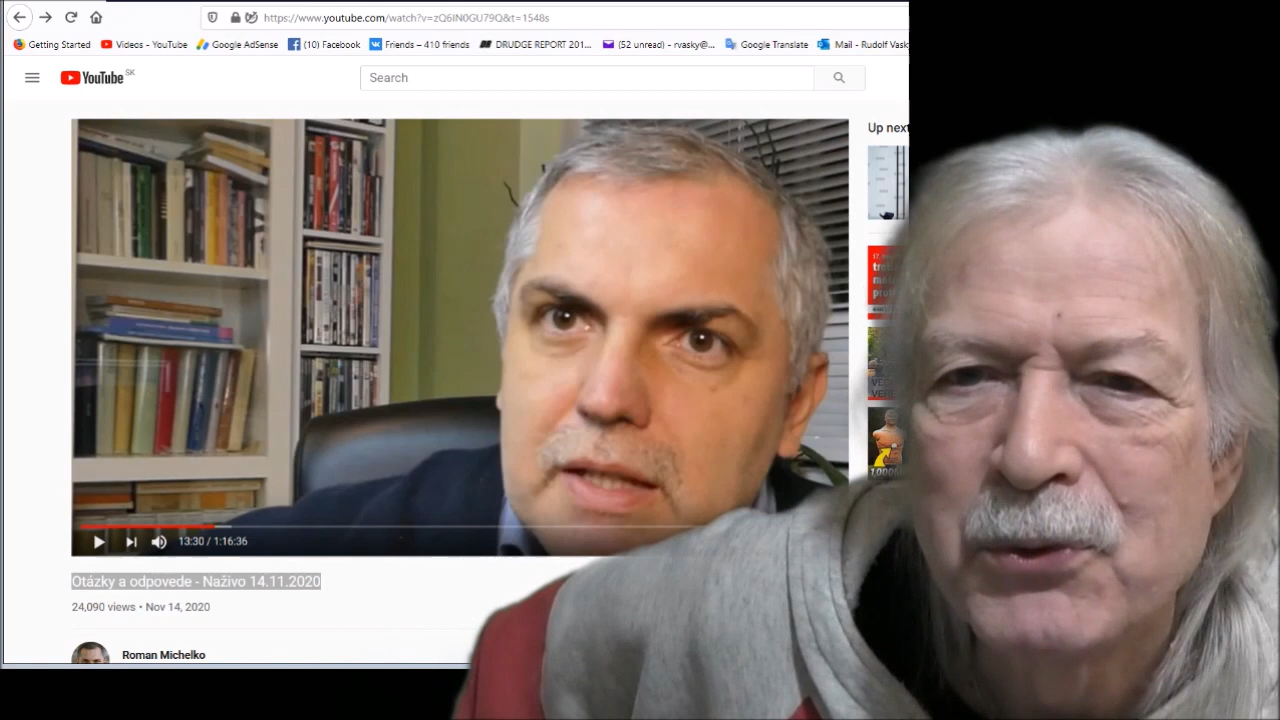 https://www.youtube.com/watch?v=zQ6IN0GU79Q&t=1548s
Getting Started Videos - YouTube Google AdSense (10) Facebook Friends – 410 friends DRUDGE REPORT 201... (52 unread) - rvasky@... Google Translate Mail - Rudolf Vask
YouTube SK
Search
Up next
13:30 / 1:16:36
Otázky a odpovede - Naživo 14.11.2020
24,090 views • Nov 14, 2020
Roman Michelko